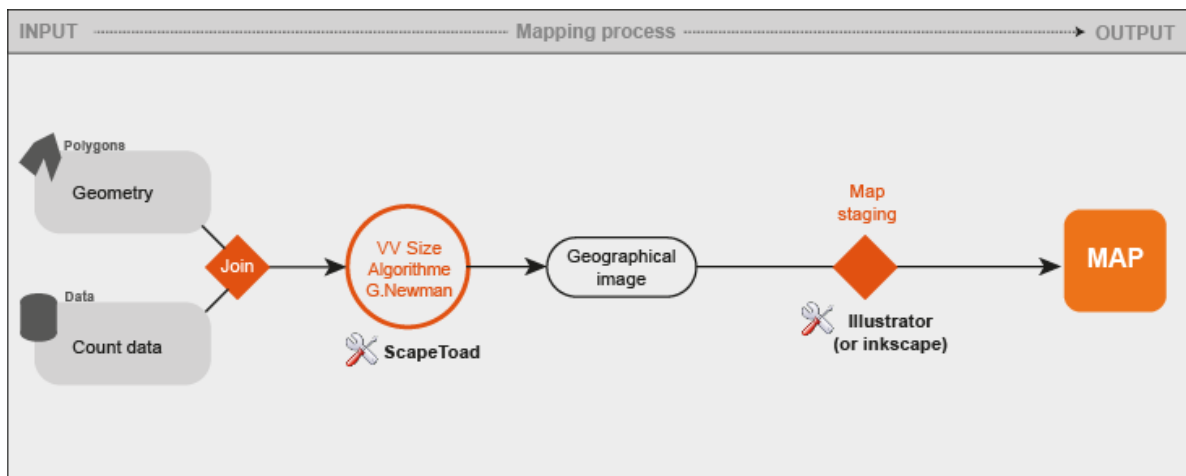 INPUT
Mapping process
OUTPUT
Polygons
Geometry
Data
Count data
Join
VV Size
Algorithme
G.Newman
ScapeToad
Geographical
image
Map
staging
Illustrator
(or inkscape)
MAP